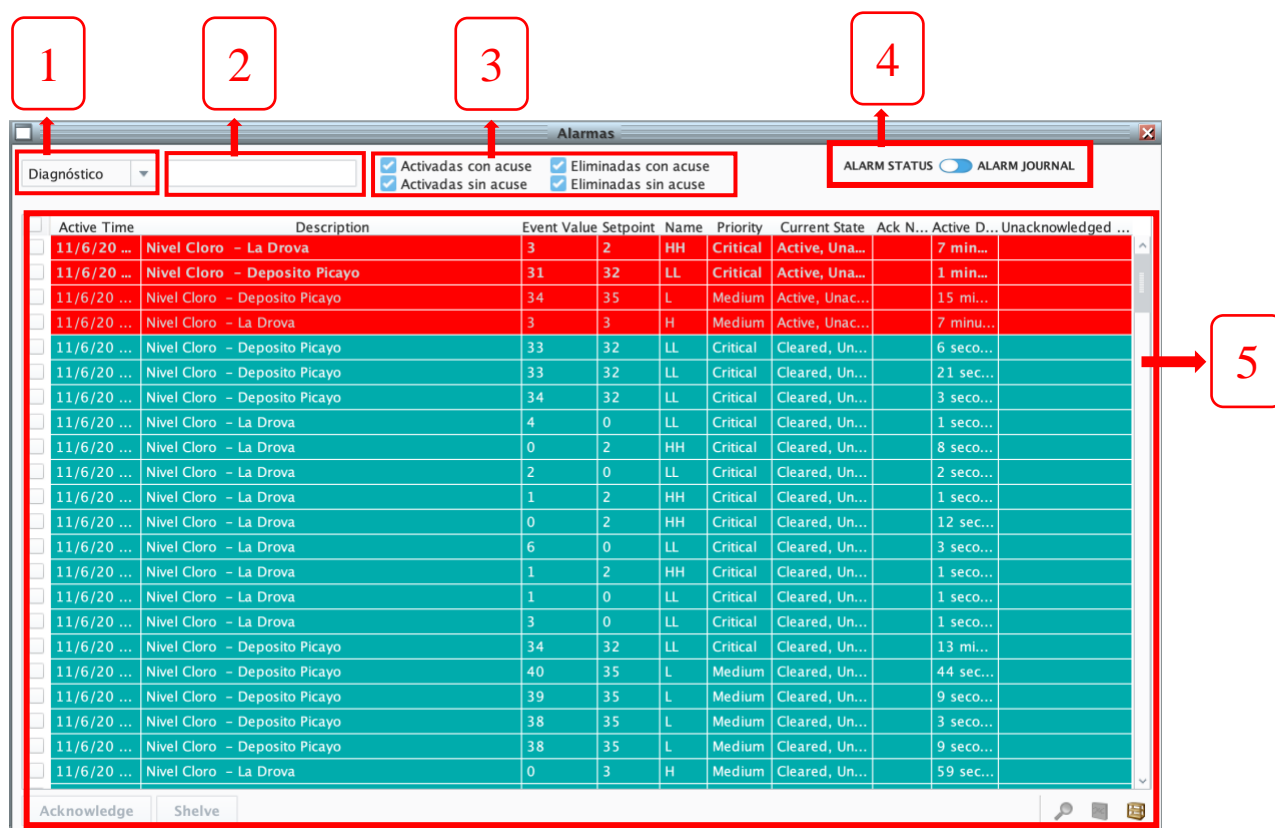 1 2 3 4
Alarmas
Diagnóstico
Activadas con acuse Eliminadas con acuse
Activadas sin acuse Eliminadas sin acuse
ALARM STATUS ALARM JOURNAL
Active Time Description Event Value Setpoint Name Priority Current State Ack N... Active D... Unacknowledged ...
11/6/20 ... Nivel Cloro – La Drova 3 2 HH Critical Active, Una... 7 min...
11/6/20 ... Nivel Cloro – Deposito Picayo 31 32 LL Critical Active, Una... 1 min...
11/6/20 ... Nivel Cloro – Deposito Picayo 34 35 L Medium Active, Unac... 15 mi...
11/6/20 ... Nivel Cloro – La Drova 3 3 H Medium Active, Unac... 7 minu...
11/6/20 ... Nivel Cloro – Deposito Picayo 33 32 LL Critical Cleared, Un... 6 seco...
11/6/20 ... Nivel Cloro – Deposito Picayo 33 32 LL Critical Cleared, Un... 21 sec...
11/6/20 ... Nivel Cloro – Deposito Picayo 34 32 LL Critical Cleared, Un... 3 seco...
11/6/20 ... Nivel Cloro – La Drova 4 0 LL Critical Cleared, Un... 1 seco...
11/6/20 ... Nivel Cloro – La Drova 0 2 HH Critical Cleared, Un... 8 seco...
11/6/20 ... Nivel Cloro – La Drova 2 0 LL Critical Cleared, Un... 2 seco...
11/6/20 ... Nivel Cloro – La Drova 1 2 HH Critical Cleared, Un... 1 seco...
11/6/20 ... Nivel Cloro – La Drova 0 2 HH Critical Cleared, Un... 12 sec...
11/6/20 ... Nivel Cloro – La Drova 6 0 LL Critical Cleared, Un... 3 seco...
11/6/20 ... Nivel Cloro – La Drova 1 2 HH Critical Cleared, Un... 1 seco...
11/6/20 ... Nivel Cloro – La Drova 1 0 LL Critical Cleared, Un... 1 seco...
11/6/20 ... Nivel Cloro – La Drova 3 0 LL Critical Cleared, Un... 1 seco...
11/6/20 ... Nivel Cloro – Deposito Picayo 34 32 LL Critical Cleared, Un... 13 mi...
11/6/20 ... Nivel Cloro – Deposito Picayo 40 35 L Medium Cleared, Un... 44 sec...
11/6/20 ... Nivel Cloro – Deposito Picayo 39 35 L Medium Cleared, Un... 9 seco...
11/6/20 ... Nivel Cloro – Deposito Picayo 38 35 L Medium Cleared, Un... 3 seco...
11/6/20 ... Nivel Cloro – Deposito Picayo 38 35 L Medium Cleared, Un... 9 seco...
11/6/20 ... Nivel Cloro – La Drova 0 3 H Medium Cleared, Un... 59 sec...
5
Acknowledge Shelve